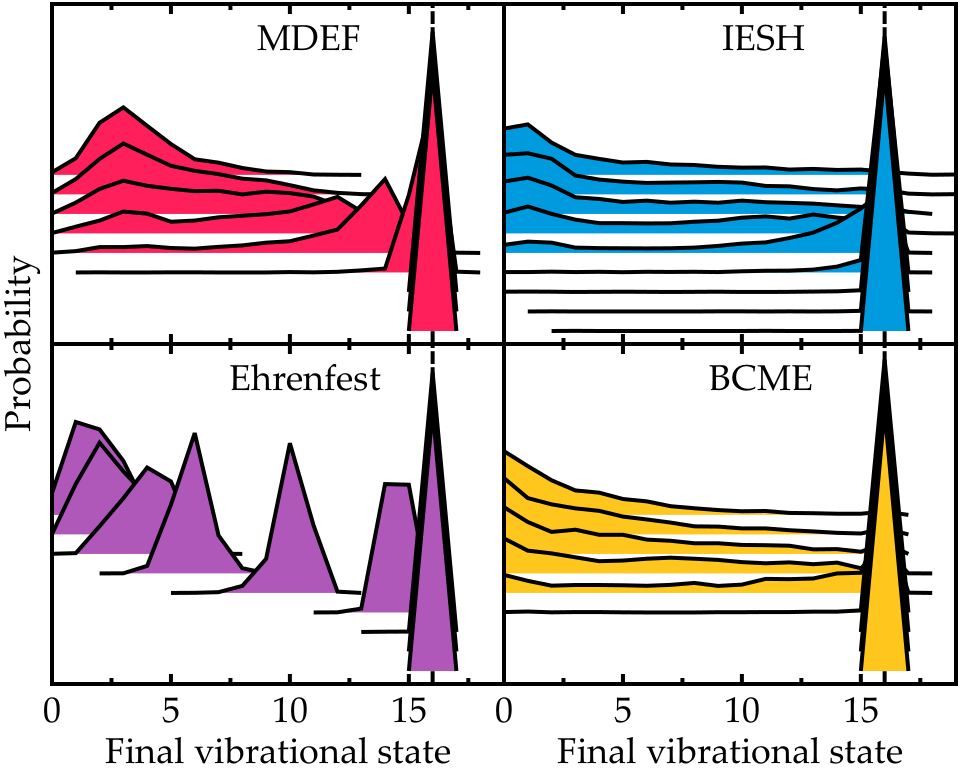 MDEF
IESH
Probability
Ehrenfest
BCME
0 5 10 15 0 5 10 15
Final vibrational state Final vibrational state